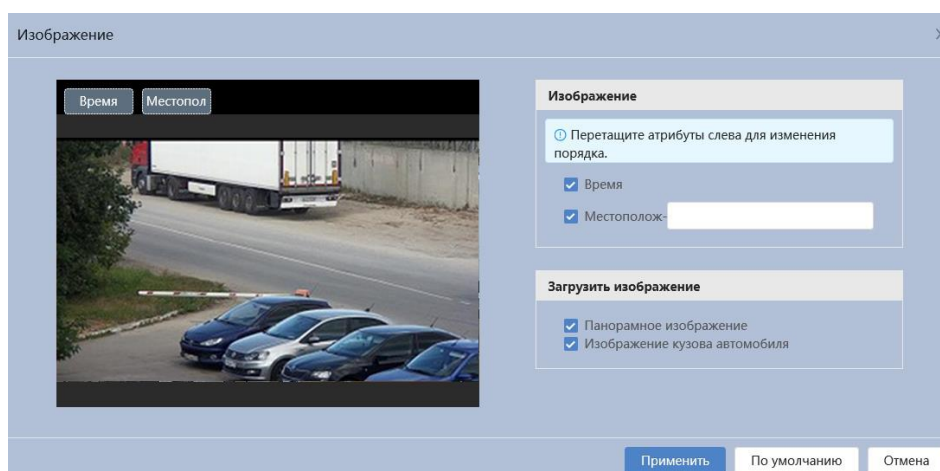 Изображение
Время
Местопол
Изображение
Перетащите атрибуты слева для изменения
порядка.
Время
Местополож-
Загрузить изображение
Панорамное изображение
Изображение кузова автомобиля
Применить
По умолчанию
Отмена